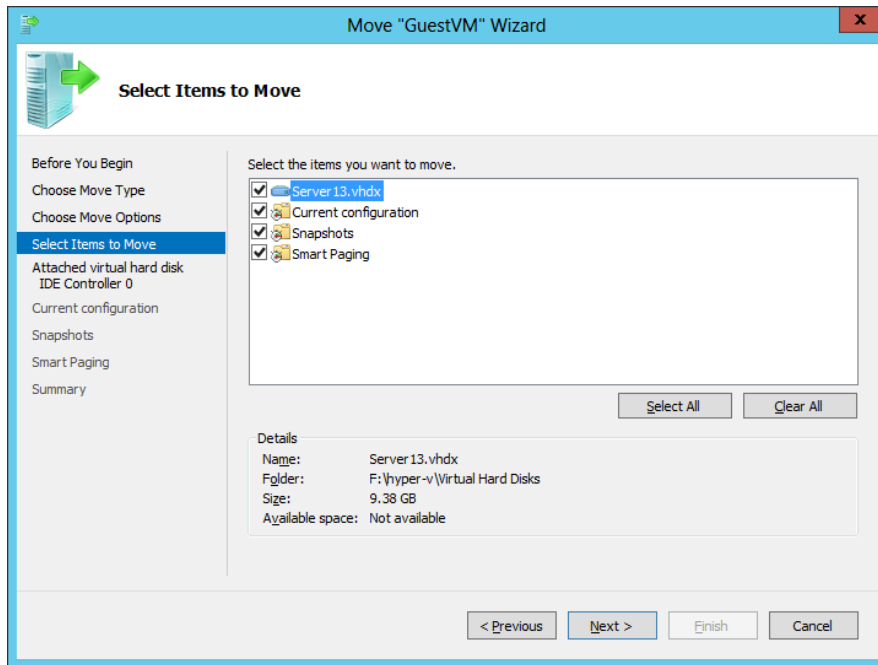 Move "GuestVM" Wizard
x
Select Items to Move
Before You Begin
Choose Move Type
Choose Move Options
Select Items to Move
Attached virtual hard disk
IDE Controller 0
Current configuration
Snapshots
Smart Paging
Summary
Select the items you want to move.
Server13.vhdx
Current configuration
Snapshots
Smart Paging
Select All
Clear All
Details
Name: Server13.vhdx
Folder: F:\hyper-v\Virtual Hard Disks
Size: 9.38 GB
Available space: Not available
< Previous
Next >
Finish
Cancel